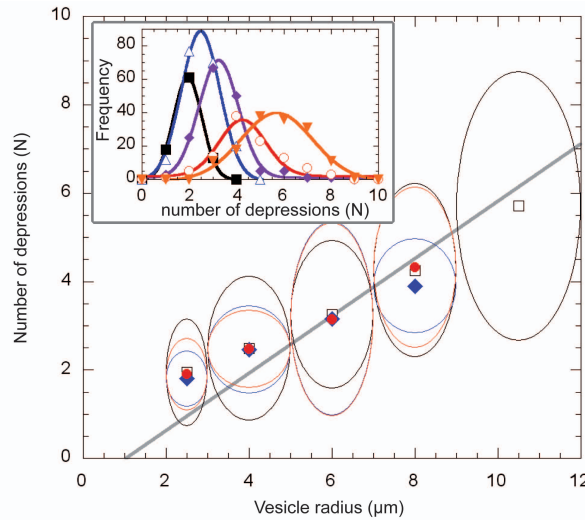 10
8
6
4
2
0
Number of depressions (N)
0 2 4 6 8 10 12
Vesicle radius (µm)
80
60
40
20
0
Frequency
0 2 4 6 8 10
number of depressions (N)